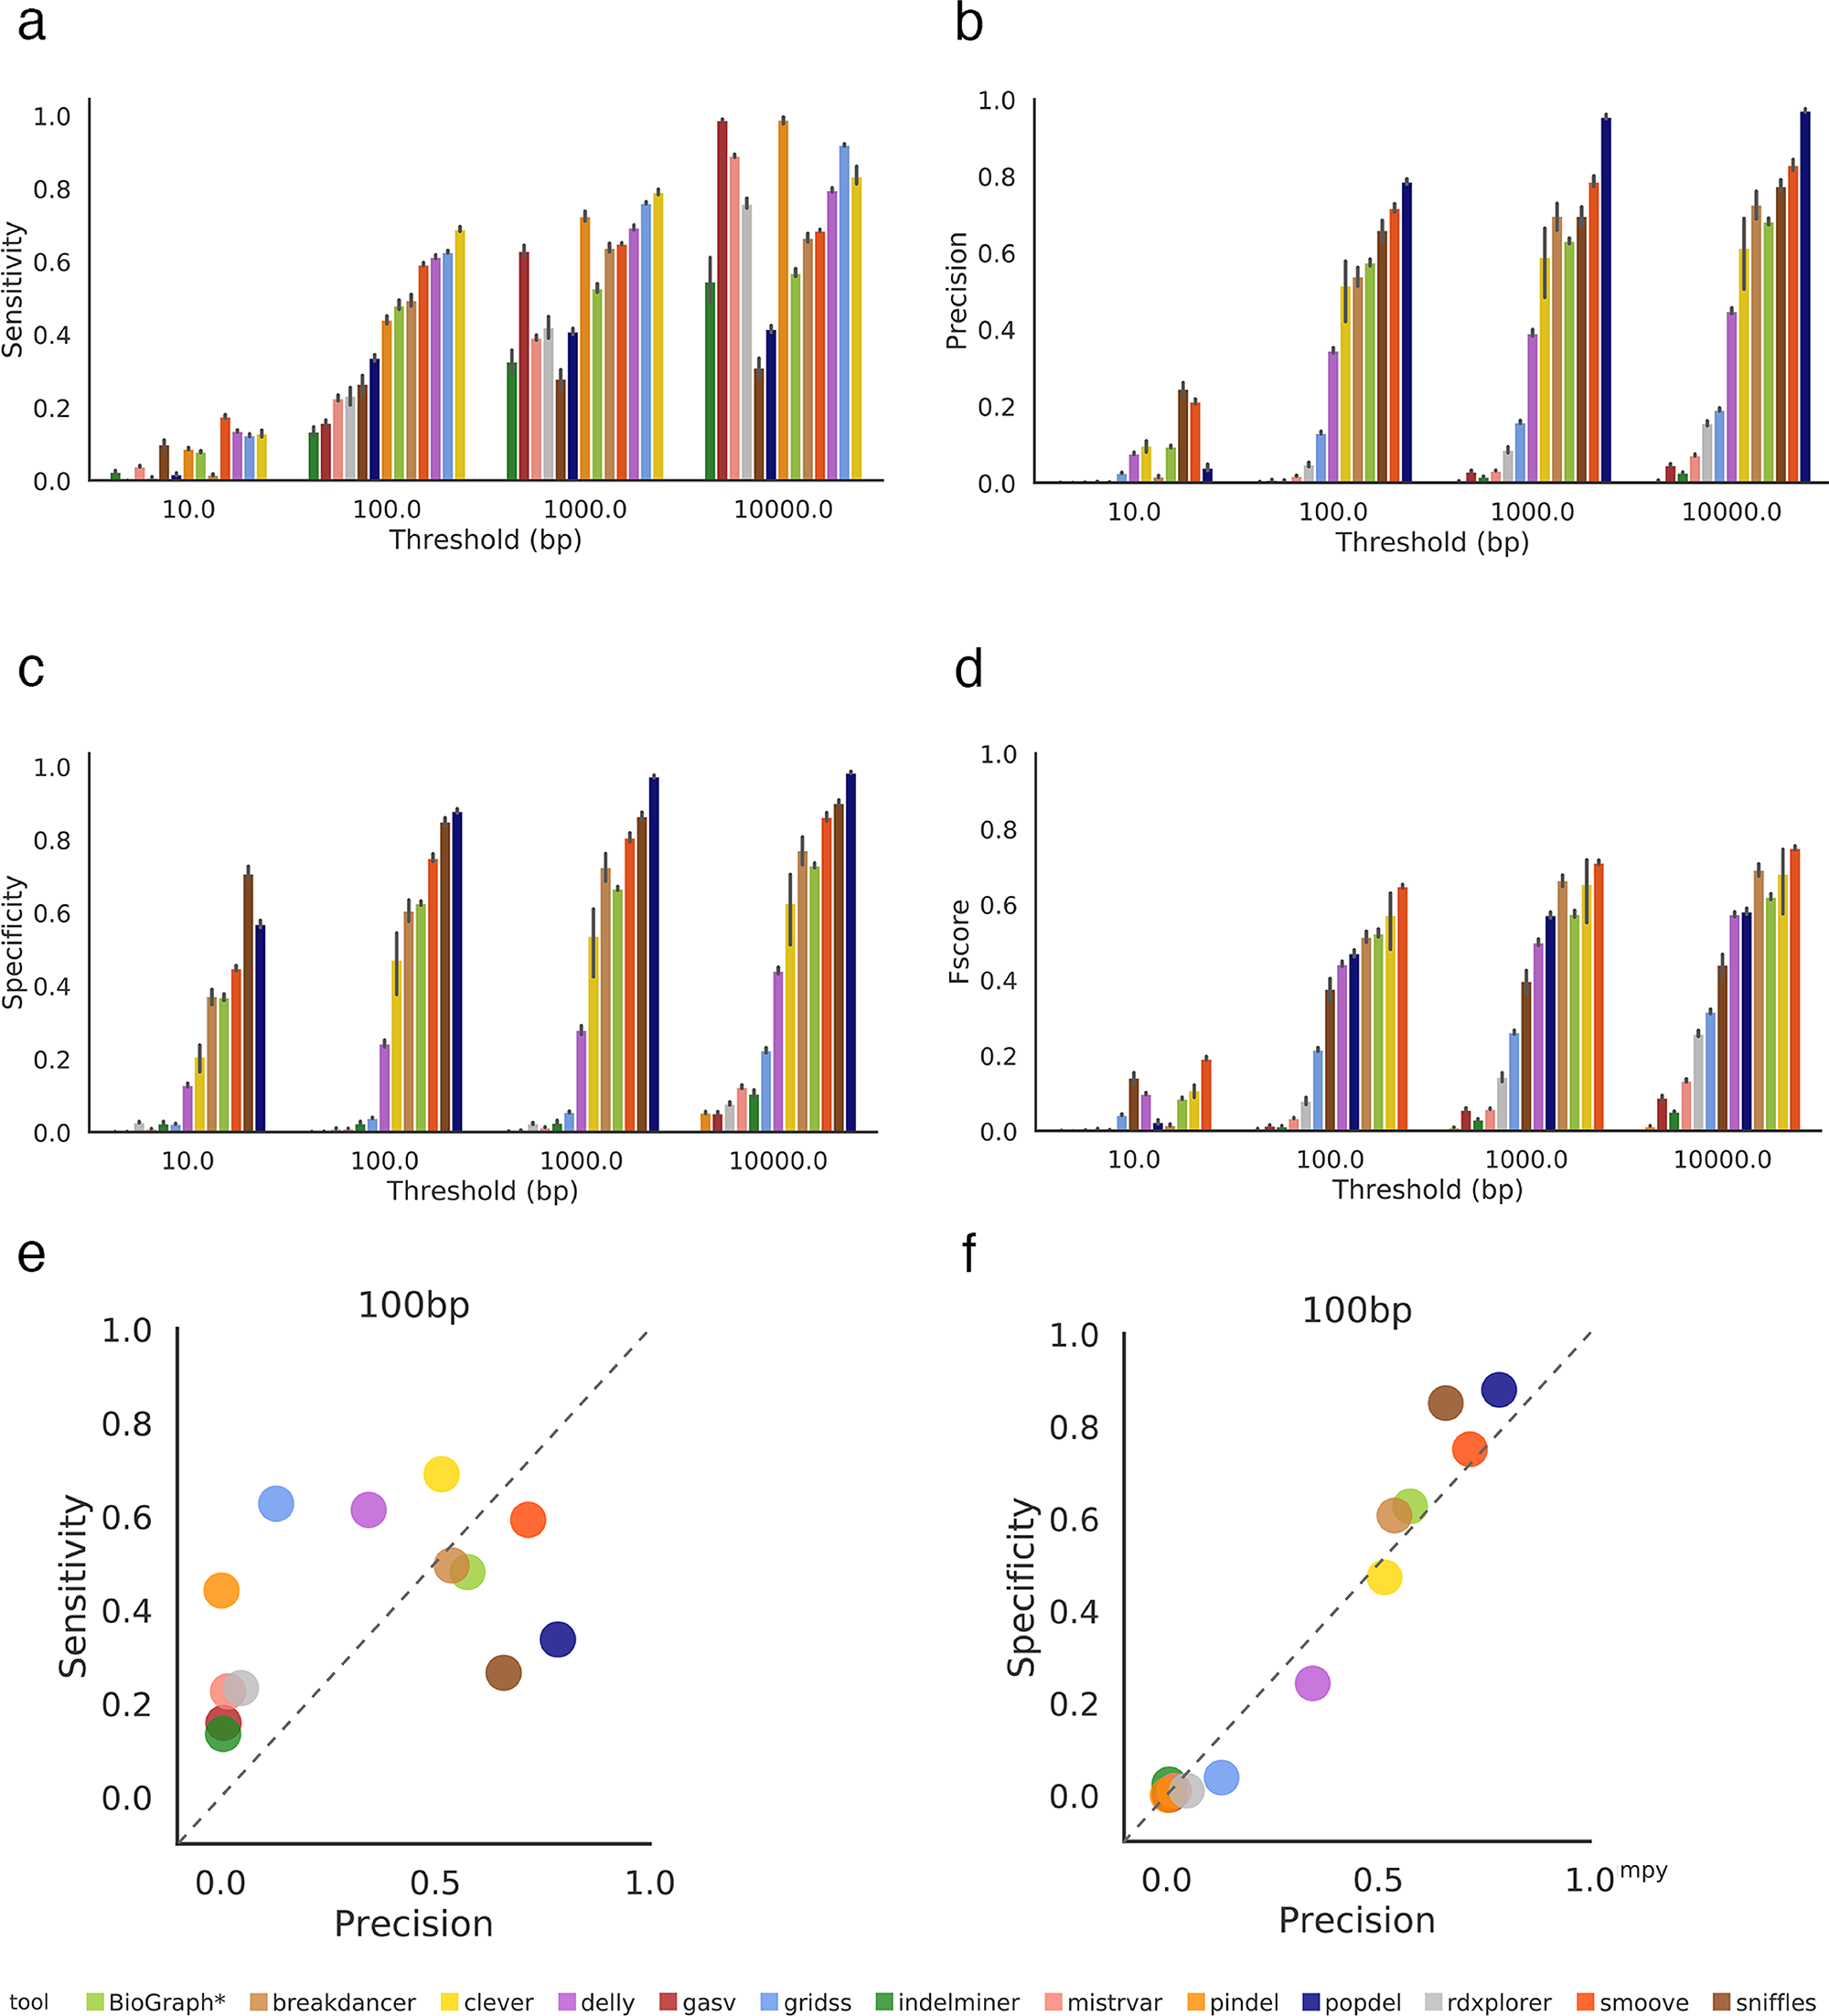 a
b
1.0
0.8
0.6
0.4
0.2
0.0
Sensitivity
10.0 100.0 1000.0 10000.0
Threshold (bp)
1.0
0.8
0.6
0.4
0.2
0.0
Precision
10.0 100.0 1000.0 10000.0
Threshold (bp)
c
d
1.0
0.8
0.6
0.4
0.2
0.0
Specificity
10.0 100.0 1000.0 10000.0
Threshold (bp)
1.0
0.8
0.6
0.4
0.2
0.0
Fscore
10.0 100.0 1000.0 10000.0
Threshold (bp)
e
f
100bp
1.0
0.8
0.6
0.4
0.2
0.0
Sensitivity
0.0 0.5 1.0
Precision
100bp
1.0
0.8
0.6
0.4
0.2
0.0
Specificity
0.0 0.5 1.0 mpy
Precision
tool BioGraph* breakdancer clever delly gasv gridss indelminer mistrvar pindel popdel rdxplorer smoove sniffles